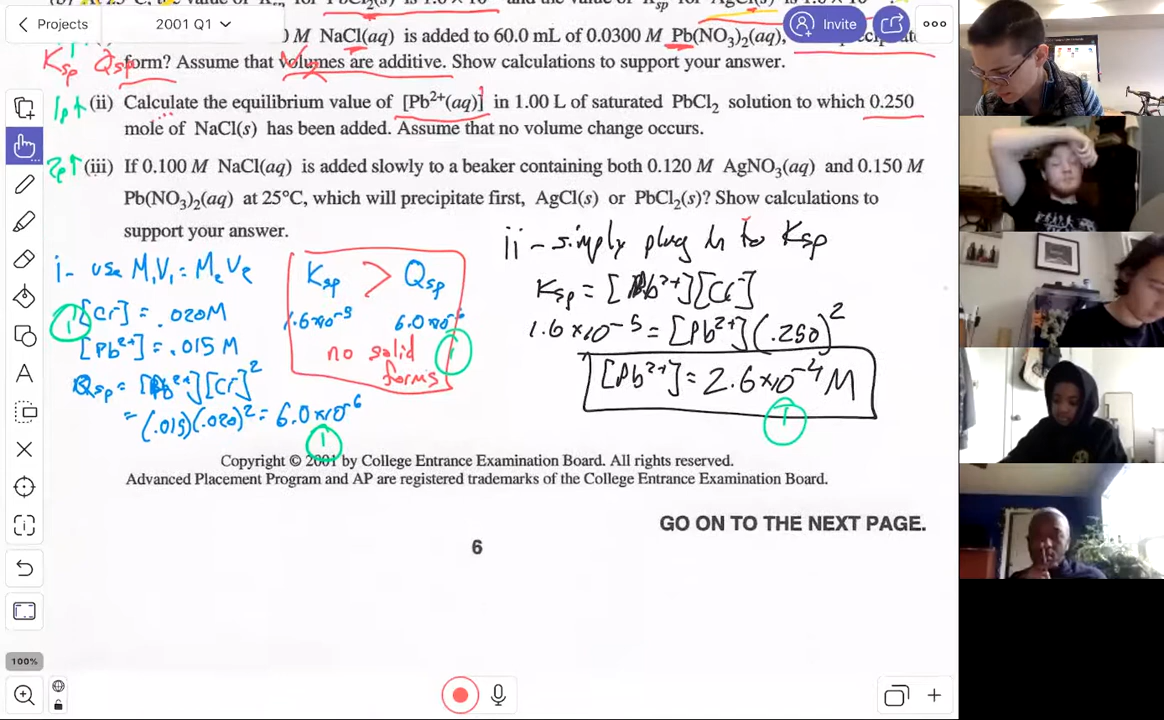 Projects
2001 Q1
Invite
M NaCl(aq) is added to 60.0 mL of 0.0300 M Pb(NO3)2(aq),
Ksp Qsp
form? Assume that volumes are additive. Show calculations to support your answer.
1pt (ii) Calculate the equilibrium value of [Pb2+(aq)] in 1.00 L of saturated PbCl2 solution to which 0.250
mole of NaCl(s) has been added. Assume that no volume change occurs.
2pt (iii) If 0.100 M NaCl(aq) is added slowly to a beaker containing both 0.120 M AgNO3(aq) and 0.150 M
Pb(NO3)2(aq) at 25°C, which will precipitate first, AgCl(s) or PbCl2(s)? Show calculations to
support your answer.
i- use M1V1 = M2V2
[Cl-] = .020M
[Pb2+] = .015 M
Qsp = [Pb2+][Cl-]2
= (.015)(.020)2 = 6.0×10-6
1
1
Ksp > Qsp
1.6×10-5 6.0×10-6
no solid
forms
1
ii - simply plug in to Ksp
Ksp = [Pb2+][Cl-]
1.6×10-5 = [Pb2+](.250)2
[Pb2+] = 2.6×10-4 M
1
Copyright © 2001 by College Entrance Examination Board. All rights reserved.
Advanced Placement Program and AP are registered trademarks of the College Entrance Examination Board.
GO ON TO THE NEXT PAGE.
6
100%